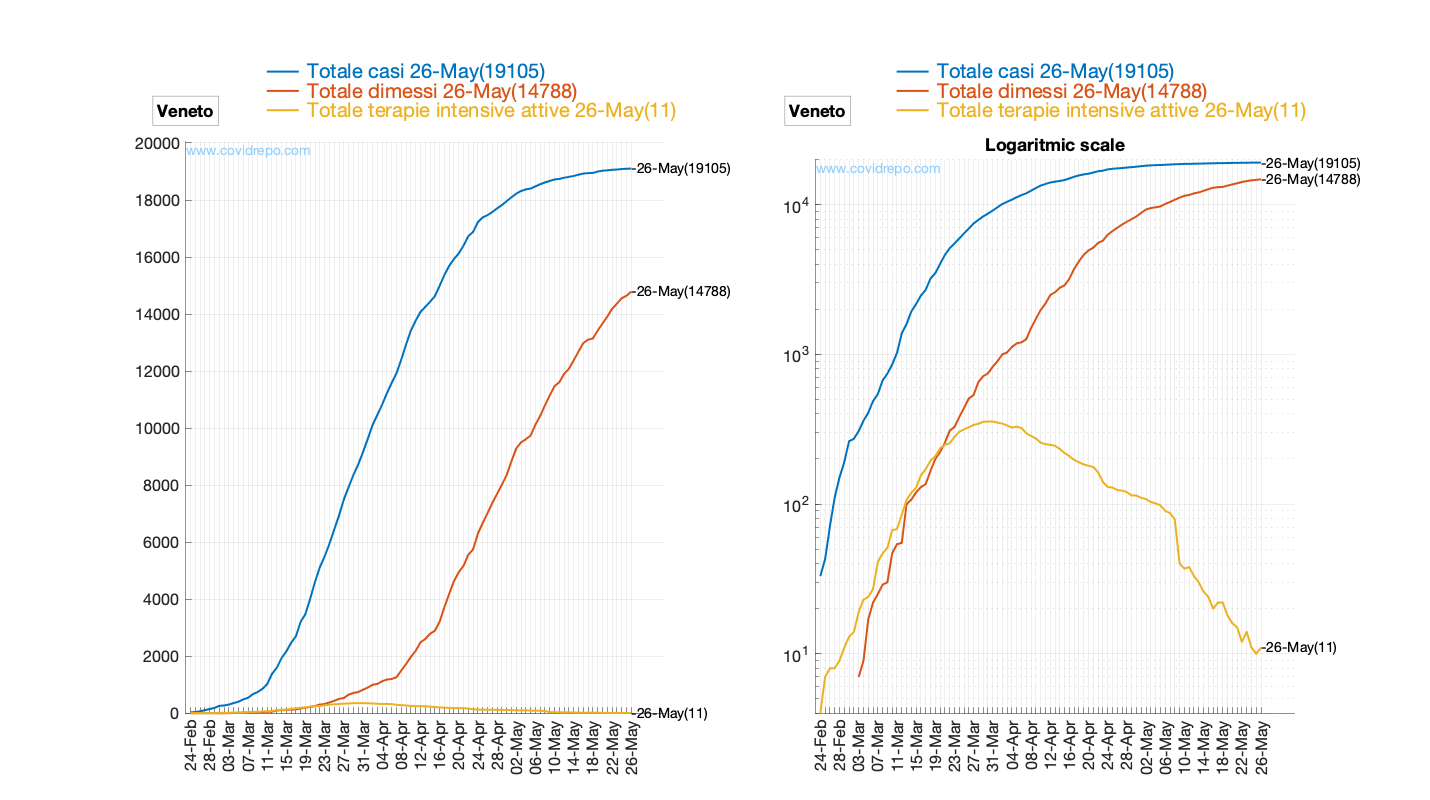 Totale casi 26-May(19105)
Totale dimessi 26-May(14788)
Totale terapie intensive attive 26-May(11)
Veneto
www.covidrepo.com
20000
18000
16000
14000
12000
10000
8000
6000
4000
2000
0
26-May(19105)
26-May(14788)
26-May(11)
24-Feb
28-Feb
03-Mar
07-Mar
11-Mar
15-Mar
19-Mar
23-Mar
27-Mar
31-Mar
04-Apr
08-Apr
12-Apr
16-Apr
20-Apr
24-Apr
28-Apr
02-May
06-May
10-May
14-May
18-May
22-May
26-May
Totale casi 26-May(19105)
Totale dimessi 26-May(14788)
Totale terapie intensive attive 26-May(11)
Veneto
Logaritmic scale
www.covidrepo.com
10^4
10^3
10^2
10^1
26-May(19105)
26-May(14788)
26-May(11)
24-Feb
28-Feb
03-Mar
07-Mar
11-Mar
15-Mar
19-Mar
23-Mar
27-Mar
31-Mar
04-Apr
08-Apr
12-Apr
16-Apr
20-Apr
24-Apr
28-Apr
02-May
06-May
10-May
14-May
18-May
22-May
26-May